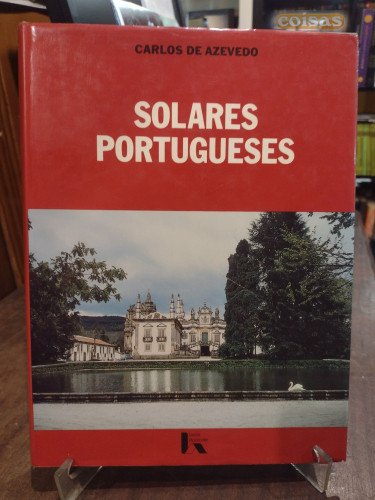 coisas
CARLOS DE AZEVEDO
SOLARES
PORTUGUESES